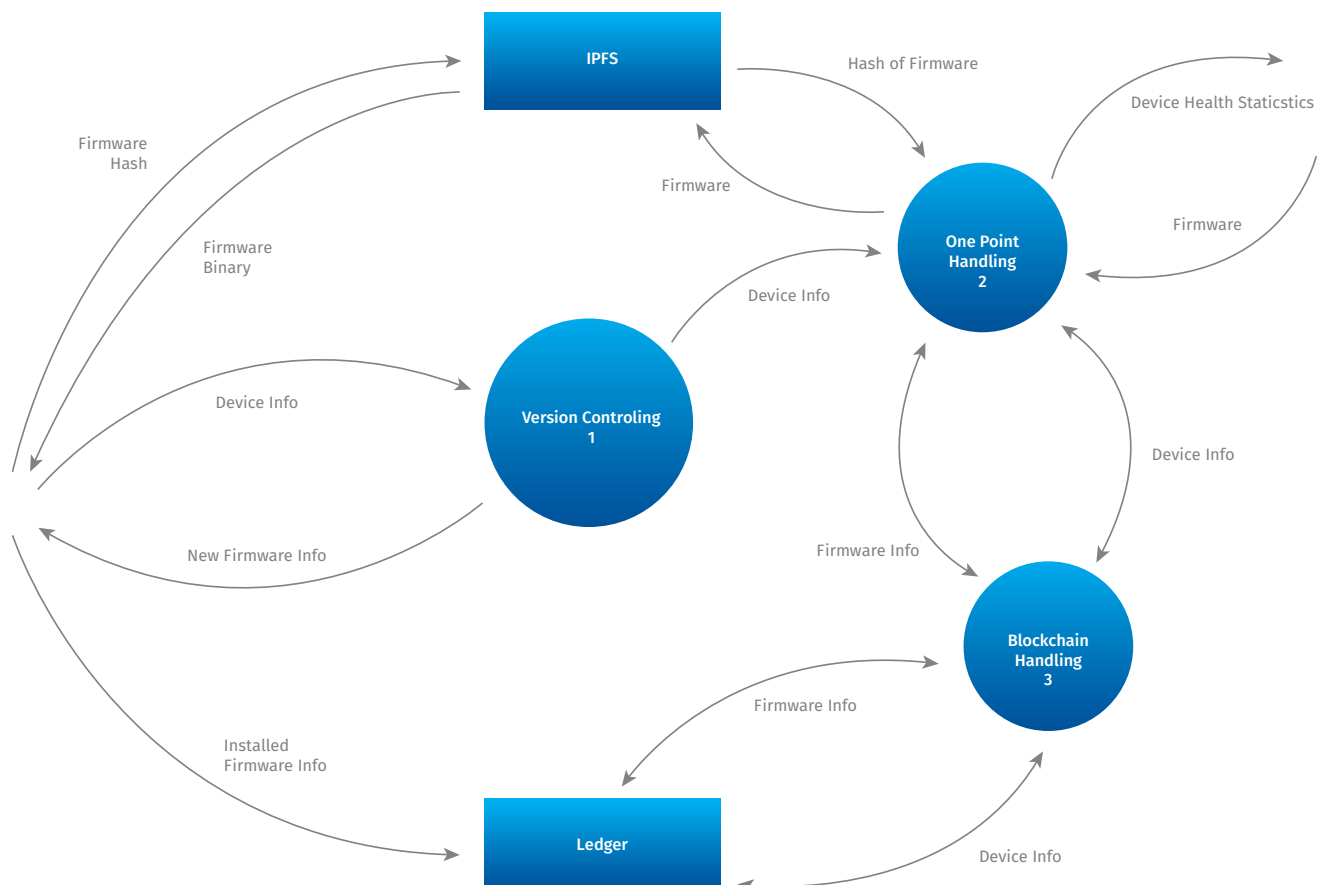 IPFS
Hash of Firmware
Device Health Staticstics
Firmware
Hash
Firmware
Firmware
Firmware
Binary
One Point
Handling
2
Device Info
Device Info
Version Controling
1
Device Info
New Firmware Info
Firmware Info
Blockchain
Handling
3
Firmware Info
Installed
Firmware Info
Ledger
Device Info